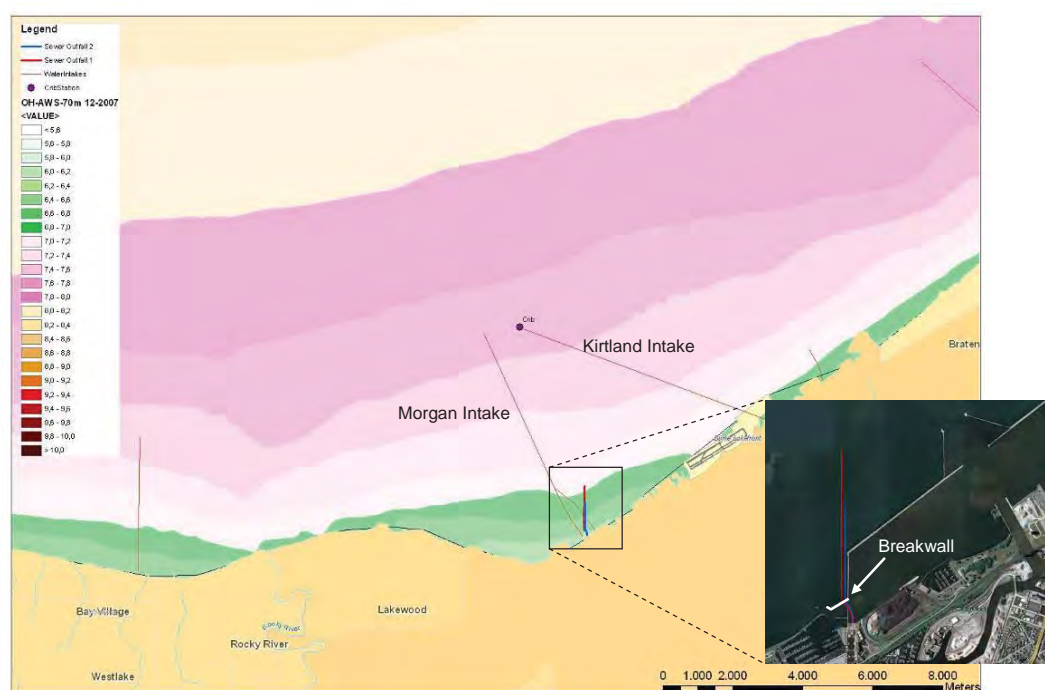 Legend
Sewer Outfall 2
Sewer Outfall 1
WaterIntakes
CribStation
OH-AWS-70m 12-2007
<VALUE>
< 5,6
5,6 - 5,8
5,8 - 6,0
6,0 - 6,2
6,2 - 6,4
6,4 - 6,6
6,6 - 6,8
6,8 - 7,0
7,0 - 7,2
7,2 - 7,4
7,4 - 7,6
7,6 - 7,8
7,8 - 8,0
8,0 - 8,2
8,2 - 8,4
8,4 - 8,6
8,6 - 8,8
8,8 - 9,0
9,0 - 9,2
9,2 - 9,4
9,4 - 9,6
9,6 - 9,8
9,8 - 10,0
> 10,0
Crib
Kirtland Intake
Morgan Intake
Braten
Breakwall
Bay Village
Lakewood
Rocky River
Rocky River
Westlake
0 1.000 2.000 4.000 6.000 8.000
Meters